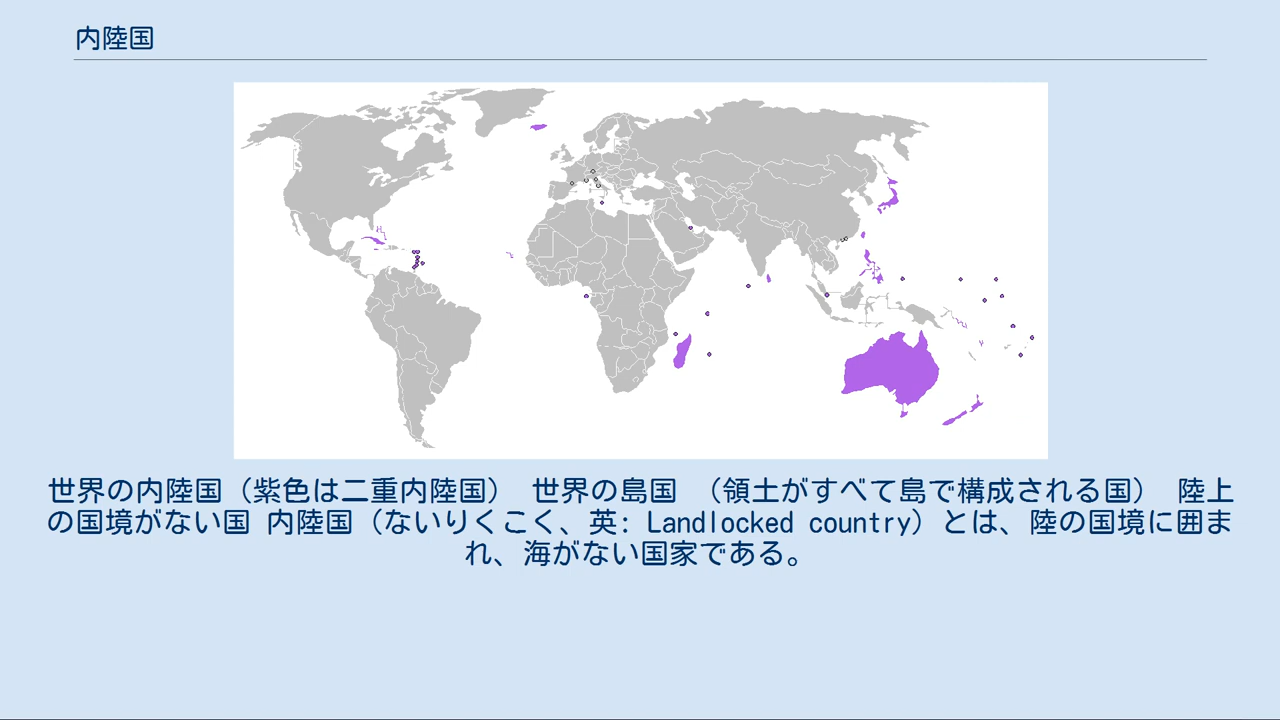 内陸国
世界の内陸国（紫色は二重内陸国） 世界の島国 （領土がすべて島で構成される国） 陸上
の国境がない国 内陸国（ないりくこく、英: Landlocked country）とは、陸の国境に囲ま
れ、海がない国家である。